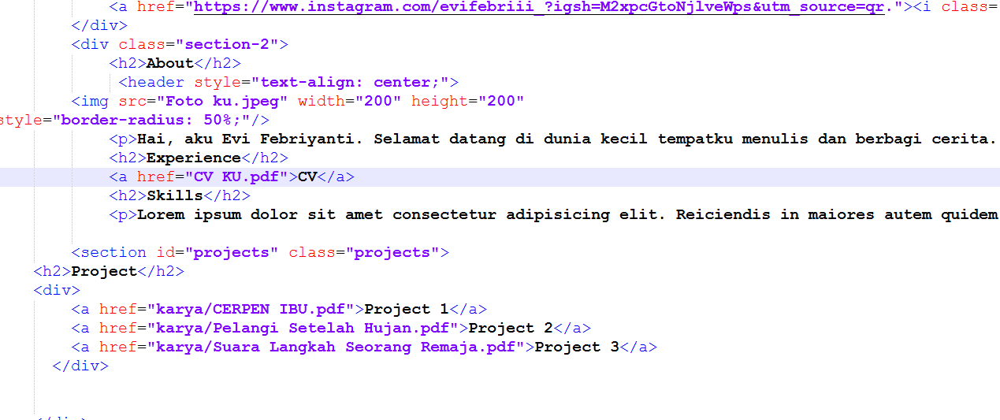 <a href="https://www.instagram.com/evifebriii_?igsh=M2xpcGtoNjlveWps&utm_source=qr."><i class=
</div>
<div class="section-2">
<h2>About</h2>
<header style="text-align: center;">
<img src="Foto ku.jpeg" width="200" height="200"
style="border-radius: 50%;"/>
<p>Hai, aku Evi Febriyanti. Selamat datang di dunia kecil tempatku menulis dan berbagi cerita.
<h2>Experience</h2>
<a href="CV KU.pdf">CV</a>
<h2>Skills</h2>
<p>Lorem ipsum dolor sit amet consectetur adipisicing elit. Reiciendis in maiores autem quidem
<section id="projects" class="projects">
<h2>Project</h2>
<div>
<a href="karya/CERPEN IBU.pdf">Project 1</a>
<a href="karya/Pelangi Setelah Hujan.pdf">Project 2</a>
<a href="karya/Suara Langkah Seorang Remaja.pdf">Project 3</a>
</div>